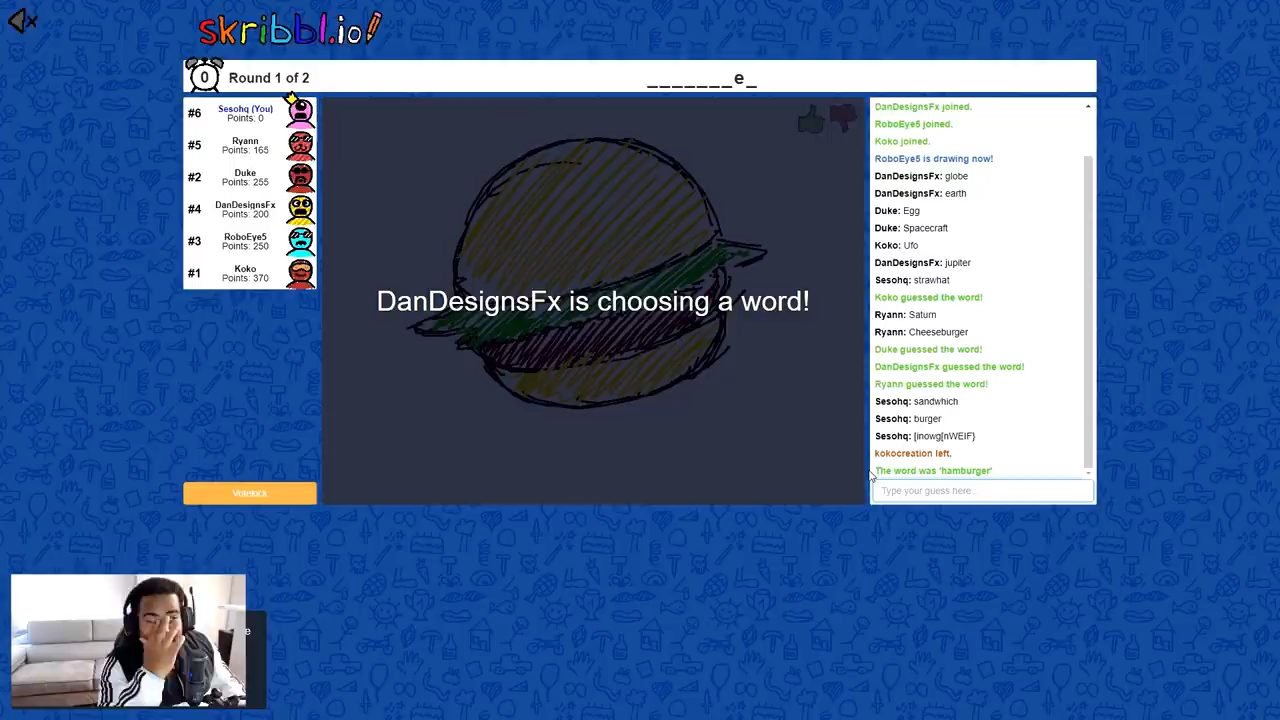 skribbl.io
0
Round 1 of 2
_______e_
#6
Sesohq (You)
Points: 0
#5
Ryann
Points: 165
#2
Duke
Points: 255
#4
DanDesignsFx
Points: 200
#3
RoboEye5
Points: 250
#1
Koko
Points: 370
Votekick
DanDesignsFx is choosing a word!
DanDesignsFx joined.
RoboEye5 joined.
Koko joined.
RoboEye5 is drawing now!
DanDesignsFx: globe
DanDesignsFx: earth
Duke: Egg
Duke: Spacecraft
Koko: Ufo
DanDesignsFx: jupiter
Sesohq: strawhat
Koko guessed the word!
Ryann: Saturn
Ryann: Cheeseburger
Duke guessed the word!
DanDesignsFx guessed the word!
Ryann guessed the word!
Sesohq: sandwhich
Sesohq: burger
Sesohq: [inowg[nWEIF}
kokocreation left.
The word was 'hamburger'
Type your guess here...
e